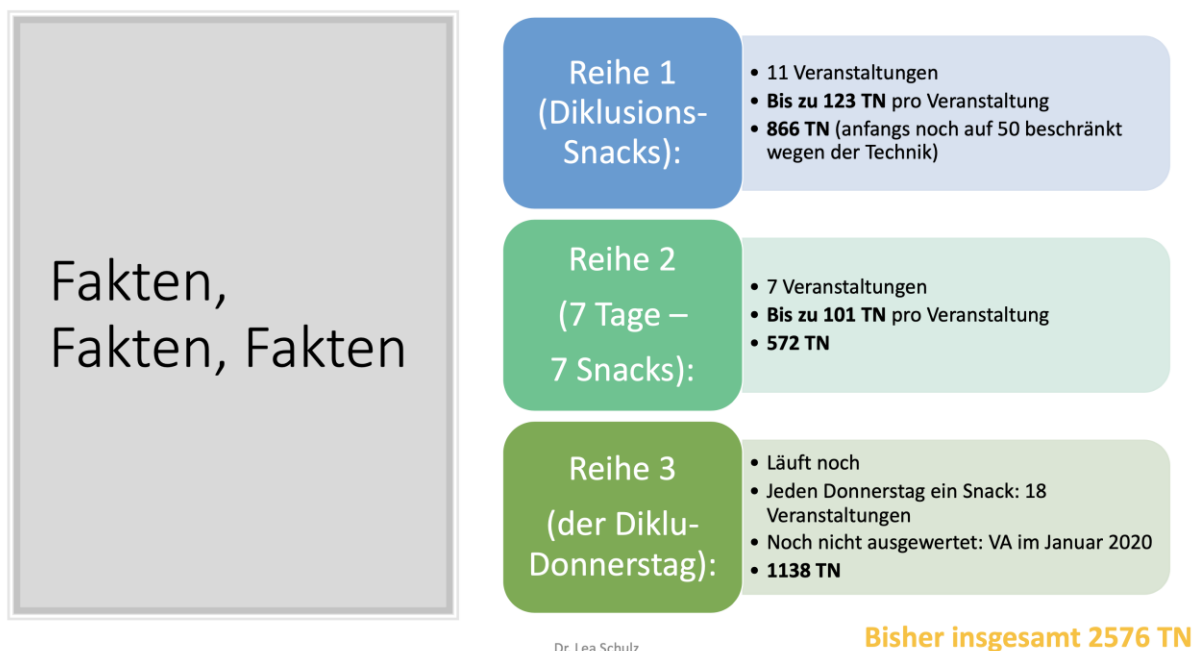 Fakten,
Fakten, Fakten
Reihe 1
(Diklusions-
Snacks):
• 11 Veranstaltungen
• Bis zu 123 TN pro Veranstaltung
• 866 TN (anfangs noch auf 50 beschränkt
wegen der Technik)
Reihe 2
(7 Tage –
7 Snacks):
• 7 Veranstaltungen
• Bis zu 101 TN pro Veranstaltung
• 572 TN
Reihe 3
(der Diklu-
Donnerstag):
• Läuft noch
• Jeden Donnerstag ein Snack: 18
Veranstaltungen
• Noch nicht ausgewertet: VA im Januar 2020
• 1138 TN
Bisher insgesamt 2576 TN
Dr. Lea Schulz